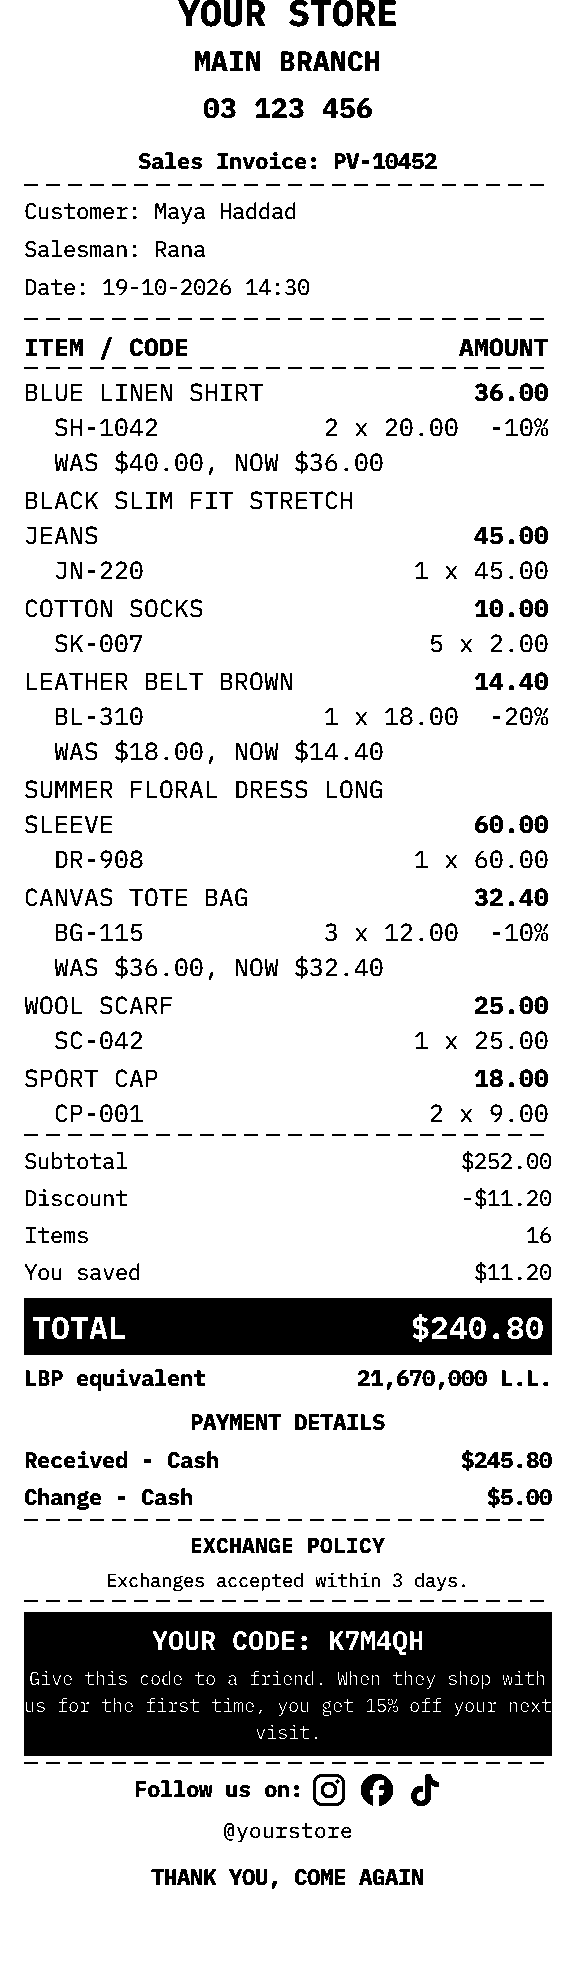 YOUR STORE
MAIN BRANCH
03 123 456
Sales Invoice: PV-10452
Customer: Maya Haddad
Salesman: Rana
Date: 19-10-2026 14:30
ITEM / CODE AMOUNT
BLUE LINEN SHIRT 36.00
SH-1042 2 x 20.00 -10%
WAS $40.00, NOW $36.00
BLACK SLIM FIT STRETCH
JEANS 45.00
JN-220 1 x 45.00
COTTON SOCKS 10.00
SK-007 5 x 2.00
LEATHER BELT BROWN 14.40
BL-310 1 x 18.00 -20%
WAS $18.00, NOW $14.40
SUMMER FLORAL DRESS LONG
SLEEVE 60.00
DR-908 1 x 60.00
CANVAS TOTE BAG 32.40
BG-115 3 x 12.00 -10%
WAS $36.00, NOW $32.40
WOOL SCARF 25.00
SC-042 1 x 25.00
SPORT CAP 18.00
CP-001 2 x 9.00
Subtotal $252.00
Discount -$11.20
Items 16
You saved $11.20
TOTAL $240.80
LBP equivalent 21,670,000 L.L.
PAYMENT DETAILS
Received - Cash $245.80
Change - Cash $5.00
EXCHANGE POLICY
Exchanges accepted within 3 days.
YOUR CODE: K7M4QH
Give this code to a friend. When they shop with
us for the first time, you get 15% off your next
visit.
Follow us on:
@yourstore
THANK YOU, COME AGAIN